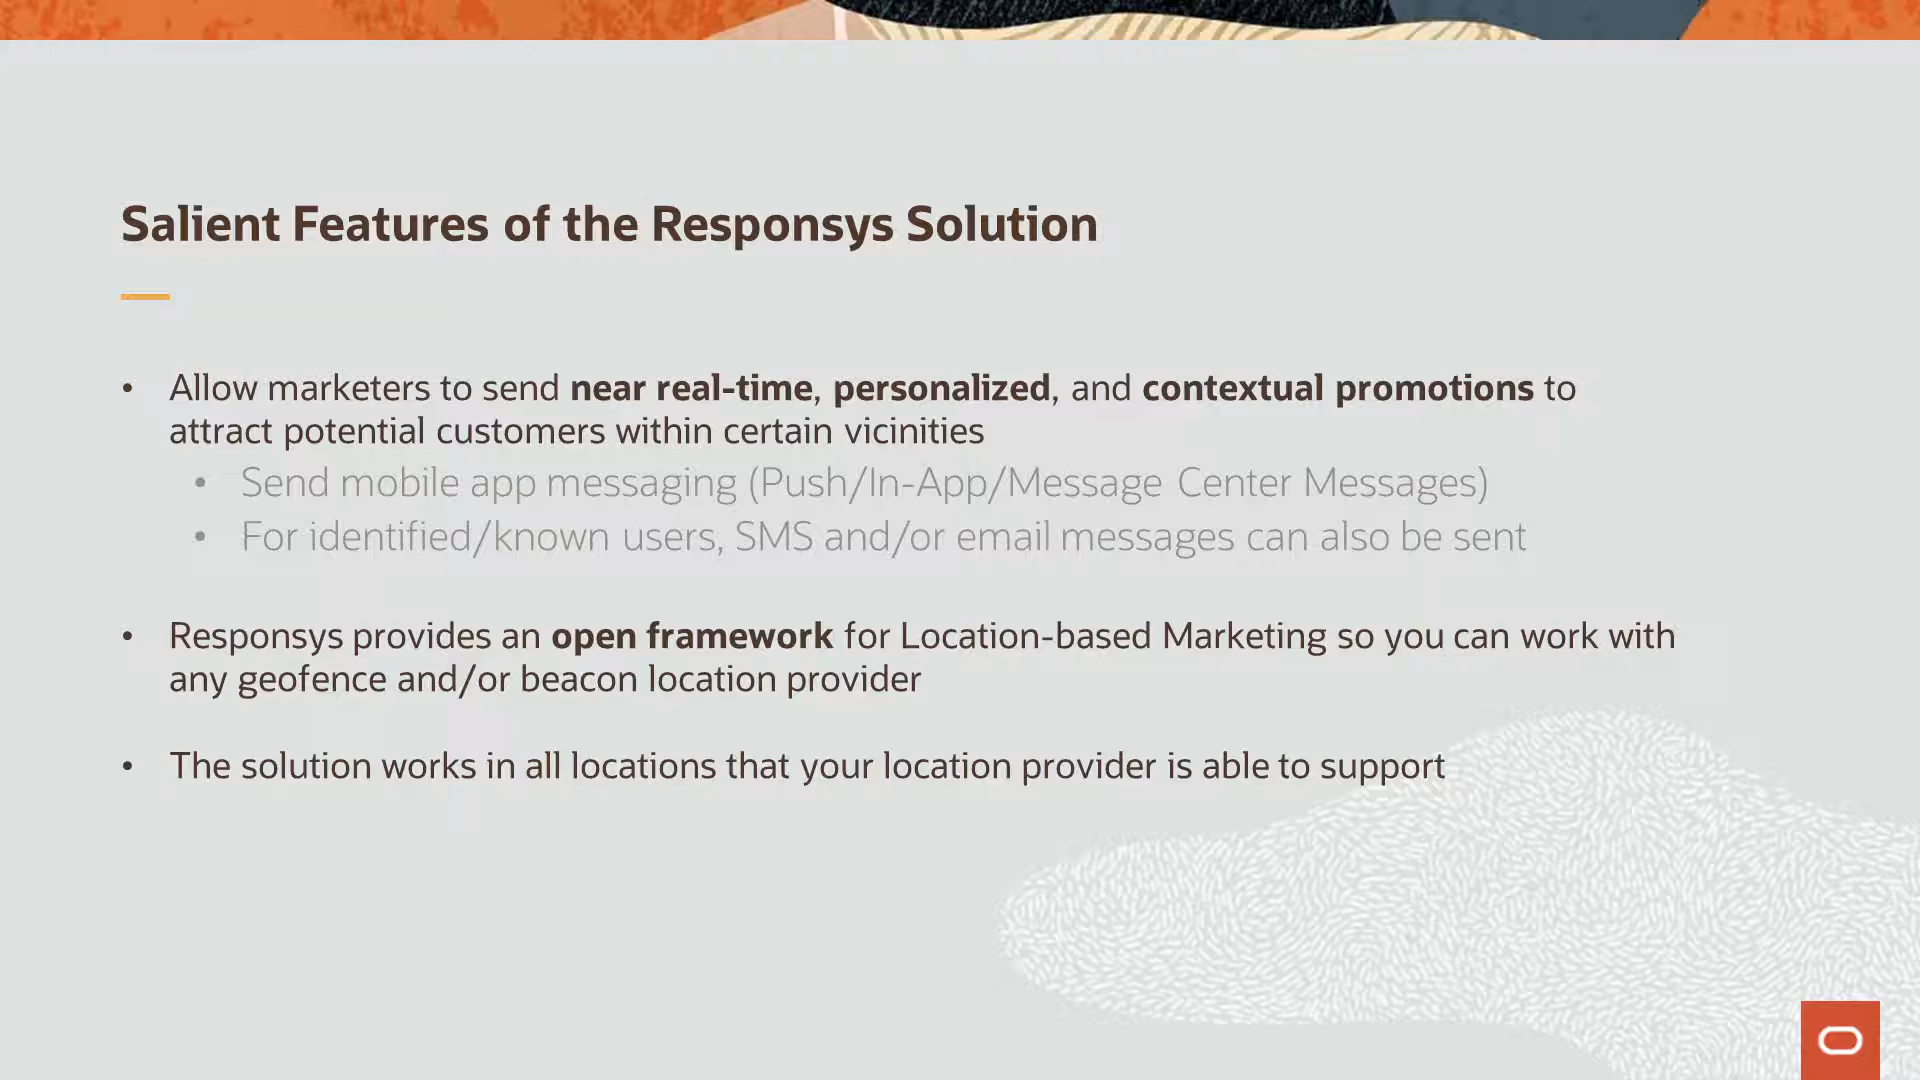 Salient Features of the Responsys Solution
• Allow marketers to send near real-time, personalized, and contextual promotions to
attract potential customers within certain vicinities
• Send mobile app messaging (Push/In-App/Message Center Messages)
• For identified/known users, SMS and/or email messages can also be sent
• Responsys provides an open framework for Location-based Marketing so you can work with
any geofence and/or beacon location provider
• The solution works in all locations that your location provider is able to support